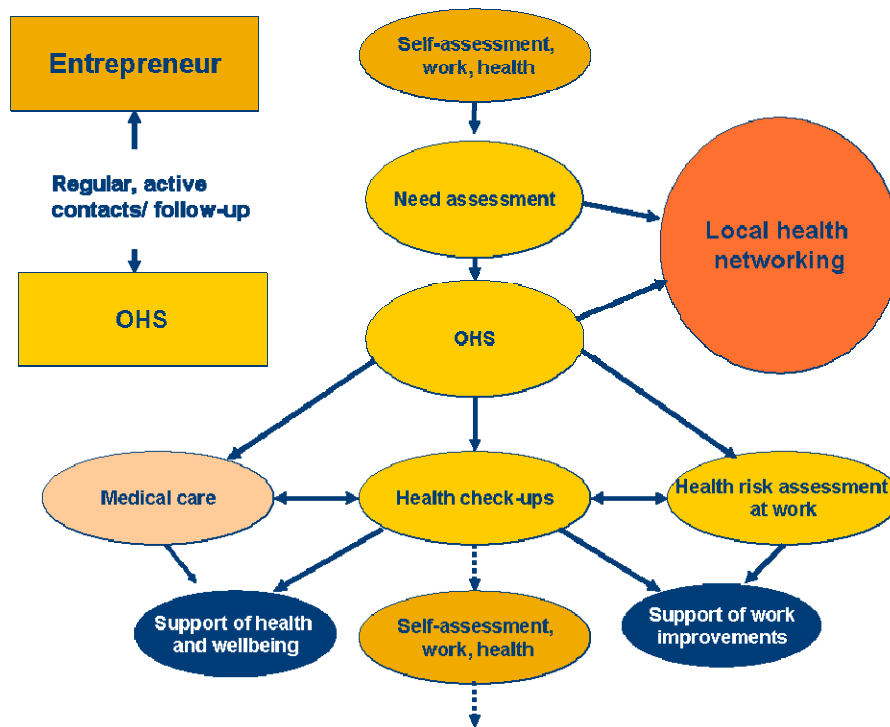 Entrepreneur
Regular, active
contacts/ follow-up
OHS
Self-assessment,
work, health
Need assessment
Local health
networking
OHS
Medical care
Health check-ups
Health risk assessment
at work
Support of health
and wellbeing
Self-assessment,
work, health
Support of work
improvements